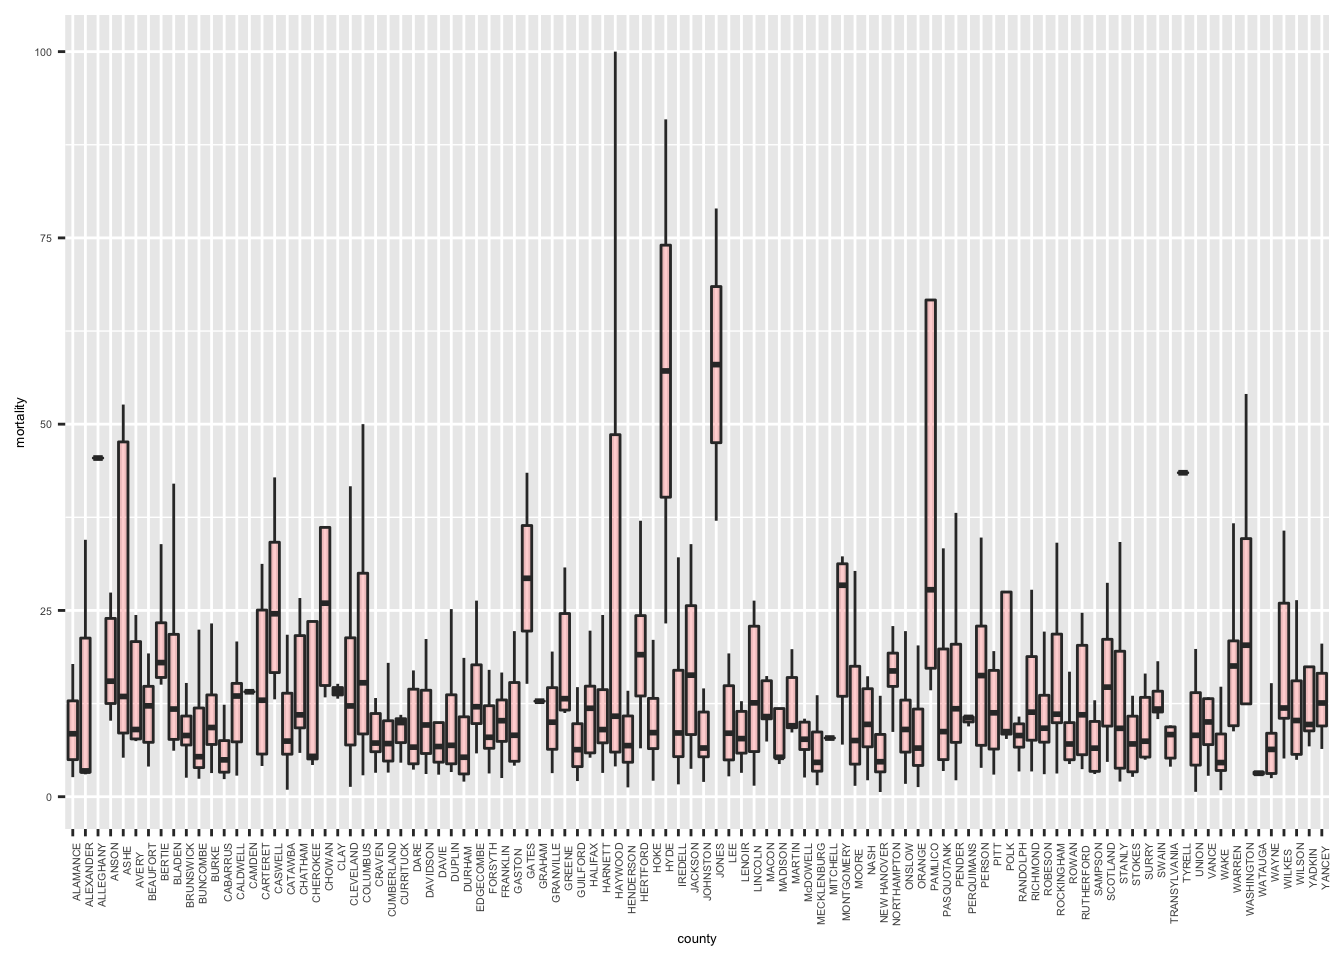 100
75
50
25
0
mortality
ALAMANCE
ALEXANDER
ALLEGHANY
ANSON
ASHE
AVERY
BEAUFORT
BERTIE
BLADEN
BRUNSWICK
BUNCOMBE
BURKE
CABARRUS
CALDWELL
CAMDEN
CARTERET
CASWELL
CATAWBA
CHATHAM
CHEROKEE
CHOWAN
CLAY
CLEVELAND
COLUMBUS
CRAVEN
CUMBERLAND
CURRITUCK
DARE
DAVIDSON
DAVIE
DUPLIN
DURHAM
EDGECOMBE
FORSYTH
FRANKLIN
GASTON
GATES
GRAHAM
GRANVILLE
GREENE
GUILFORD
HALIFAX
HARNETT
HAYWOOD
HENDERSON
HERTFORD
HOKE
HYDE
IREDELL
JACKSON
JOHNSTON
JONES
LEE
LENOIR
LINCOLN
MACON
MADISON
MARTIN
McDOWELL
MECKLENBURG
MITCHELL
MONTGOMERY
MOORE
NASH
NEW HANOVER
NORTHAMPTON
ONSLOW
ORANGE
PAMLICO
PASQUOTANK
PENDER
PERQUIMANS
PERSON
PITT
POLK
RANDOLPH
RICHMOND
ROBESON
ROCKINGHAM
ROWAN
RUTHERFORD
SAMPSON
SCOTLAND
STANLY
STOKES
SURRY
SWAIN
TRANSYLVANIA
TYRELL
UNION
VANCE
WAKE
WARREN
WASHINGTON
WATAUGA
WAYNE
WILKES
WILSON
YADKIN
YANCEY
county